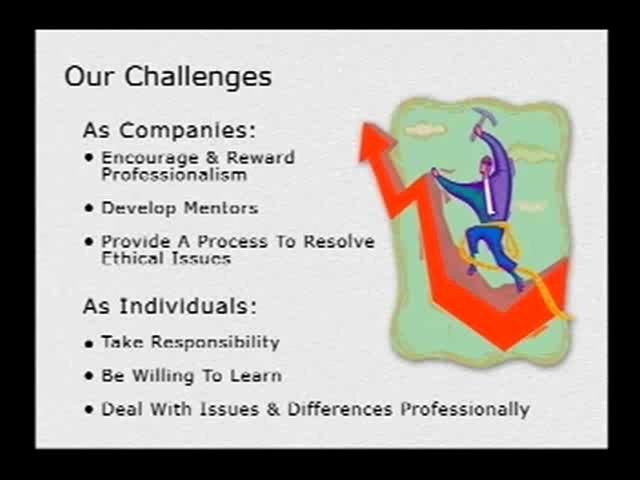 Our Challenges
As Companies:
• Encourage & Reward
Professionalism
• Develop Mentors
• Provide A Process To Resolve
Ethical Issues
As Individuals:
• Take Responsibility
• Be Willing To Learn
• Deal With Issues & Differences Professionally